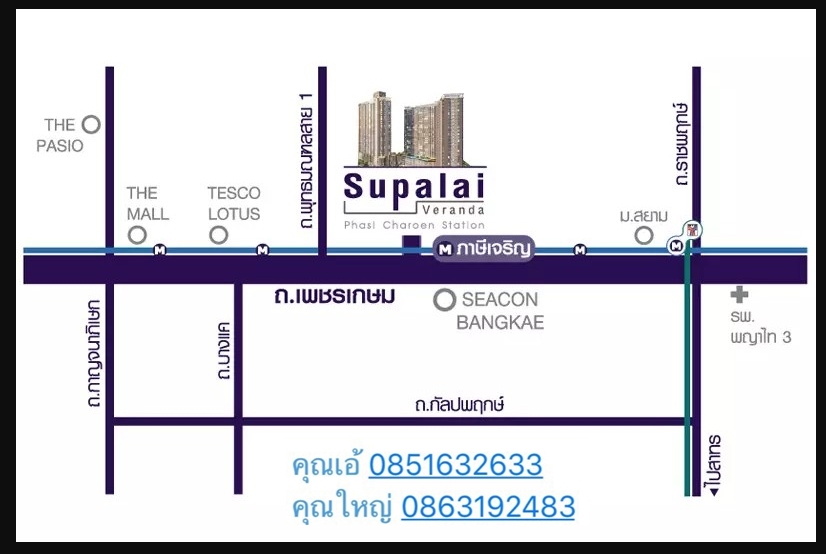 THE
PASIO
THE
MALL
TESCO
LOTUS
ถ.พุทธมณฑลสาย 1
Supalai
Veranda
Phasi Charoen Station
ม.สยาม
ถ.ราชพฤกษ์
M
M
M ภาษีเจริญ
M
M
ถ.เพชรเกษม
SEACON
BANGKAE
รพ.
พญาไท 3
ถ.กาญจนาภิเษก
ถ.บางแค
ถ.กัลปพฤกษ์
ไปสาทร
คุณเอ้ 0851632633
คุณใหญ่ 0863192483